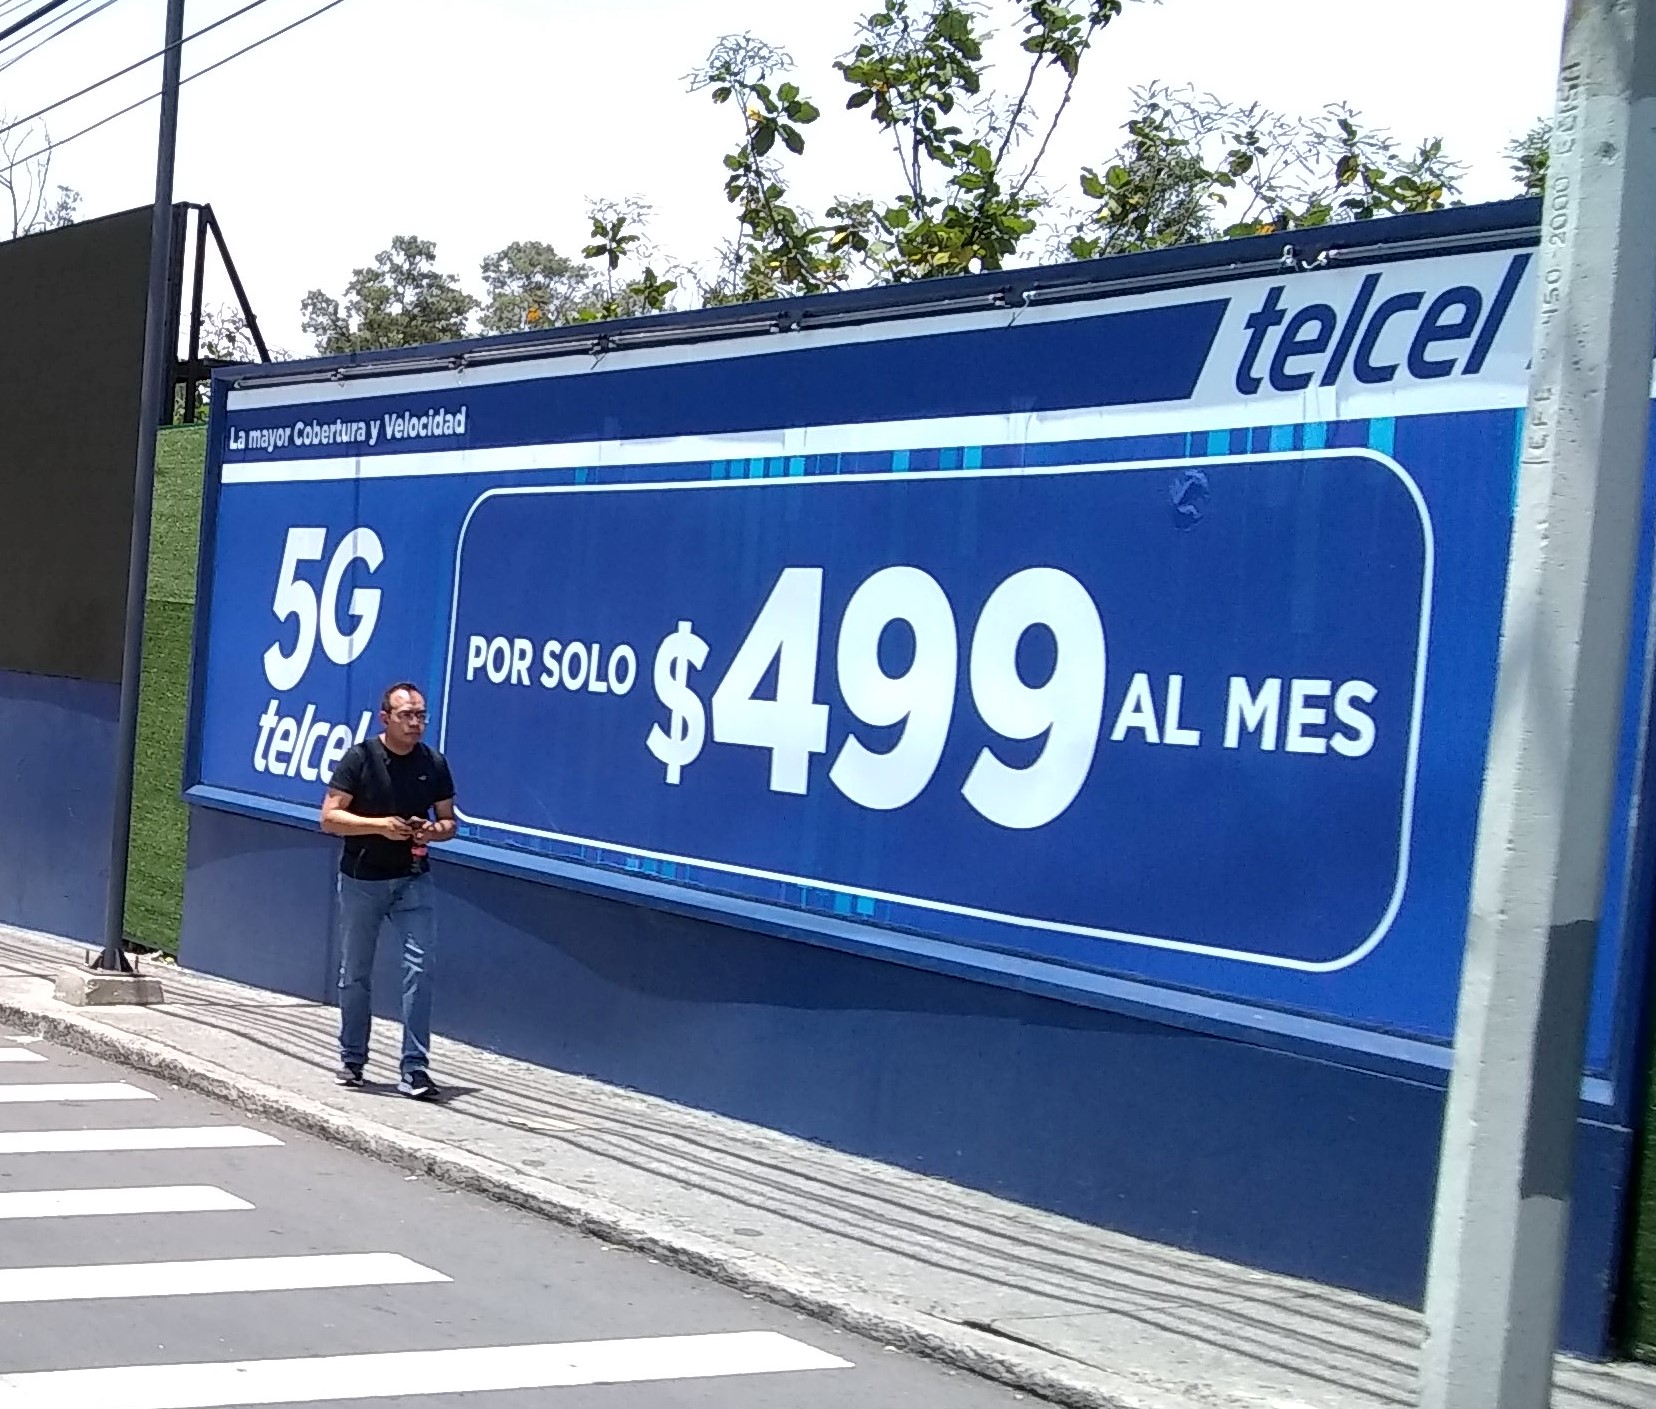 telcel
La mayor Cobertura y Velocidad
5G
telcel
POR SOLO $499 AL MES